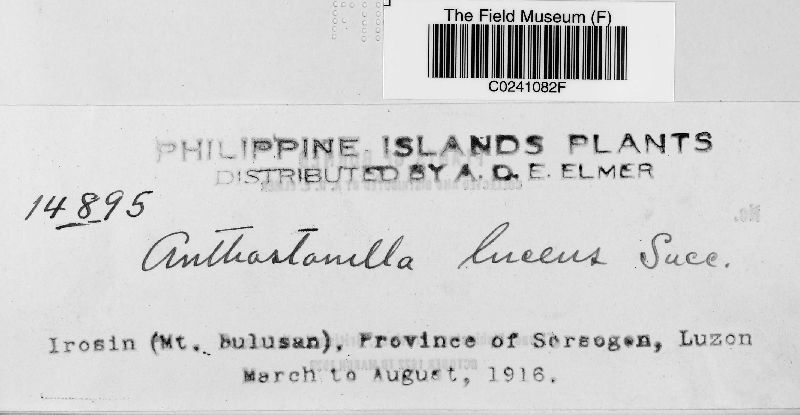 The Field Museum (F)
C0241082F
PHILIPPINE ISLANDS PLANTS
DISTRIBUTED BY A. D. E. ELMER
14895
Anthostomella lucens Sacc.
Irosin (Mt. Bulusan), Province of Sorsogon, Luzon
March to August, 1916.